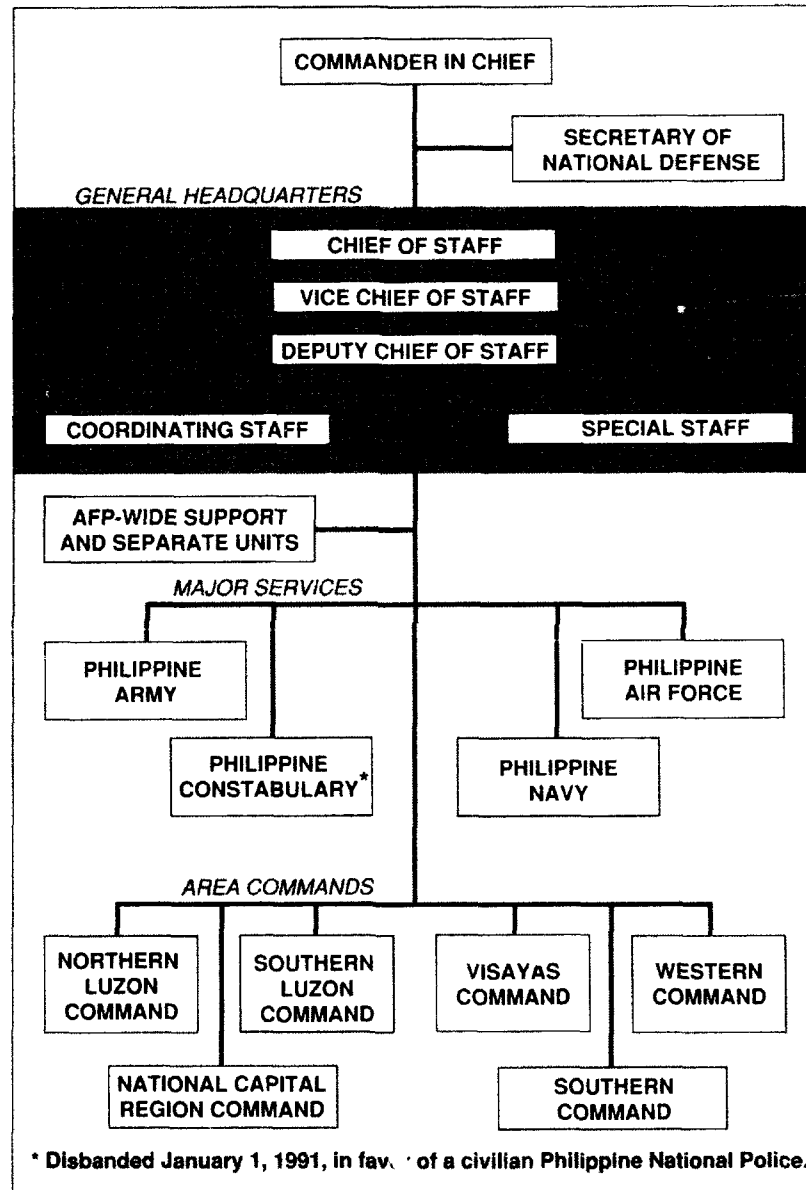 COMMANDER IN CHIEF
SECRETARY OF
NATIONAL DEFENSE
GENERAL HEADQUARTERS
CHIEF OF STAFF
VICE CHIEF OF STAFF
DEPUTY CHIEF OF STAFF
COORDINATING STAFF
SPECIAL STAFF
AFP-WIDE SUPPORT
AND SEPARATE UNITS
MAJOR SERVICES
PHILIPPINE
ARMY
PHILIPPINE
AIR FORCE
PHILIPPINE
CONSTABULARY*
PHILIPPINE
NAVY
AREA COMMANDS
NORTHERN
LUZON
COMMAND
SOUTHERN
LUZON
COMMAND
VISAYAS
COMMAND
WESTERN
COMMAND
NATIONAL CAPITAL
REGION COMMAND
SOUTHERN
COMMAND
* Disbanded January 1, 1991, in of a civilian Philippine National Police.